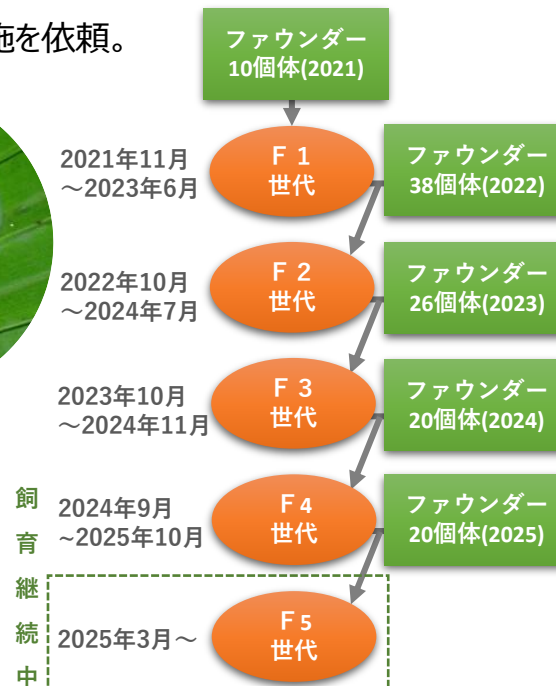 施を依頼。
ファウンダー
10個体(2021)
2021年11月
～2023年6月
F 1
世代
ファウンダー
38個体(2022)
2022年10月
～2024年7月
F 2
世代
ファウンダー
26個体(2023)
2023年10月
～2024年11月
F 3
世代
ファウンダー
20個体(2024)
2024年9月
~2025年10月
F4
世代
ファウンダー
20個体(2025)
2025年3月～
F5
世代
飼育継続中